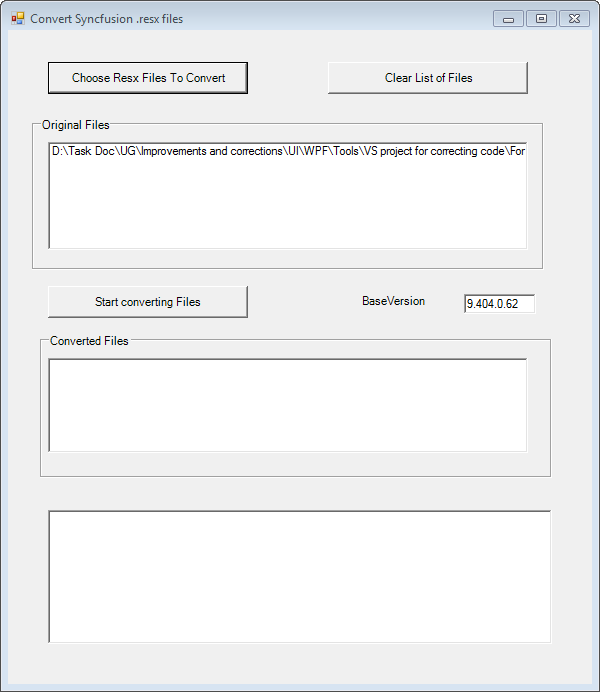 Convert Syncfusion .resx files
Choose Resx Files To Convert
Clear List of Files
Original Files
D:\Task Doc\UG\Improvements and corrections\UI\WPF\Tools\VS project for correcting code\For
Start converting Files
BaseVersion
9.404.0.62
Converted Files